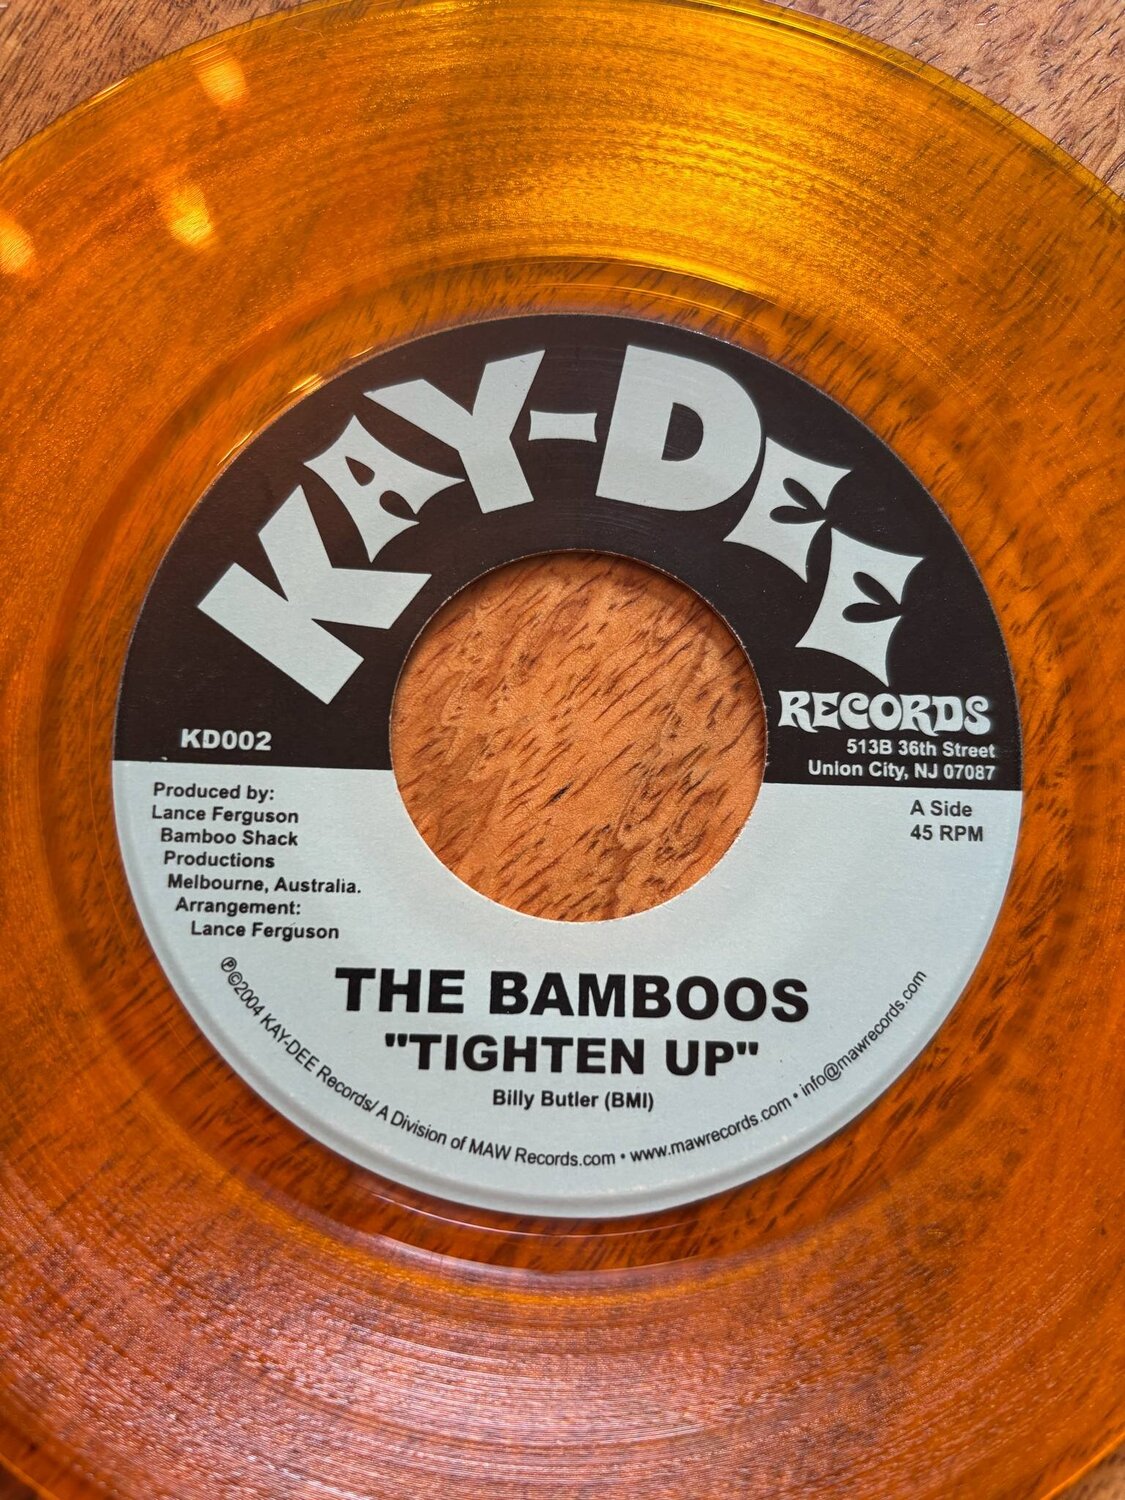 KAY-DEE
RECORDS
513B 36th Street
Union City, NJ 07087
KD002
A Side
45 RPM
Produced by:
Lance Ferguson
Bamboo Shack
Productions
Melbourne, Australia.
Arrangement:
Lance Ferguson
THE BAMBOOS
"TIGHTEN UP"
Billy Butler (BMI)
℗©2004 KAY-DEE Records/ A Division of MAW Records.com • www.mawrecords.com • info@mawrecords.com